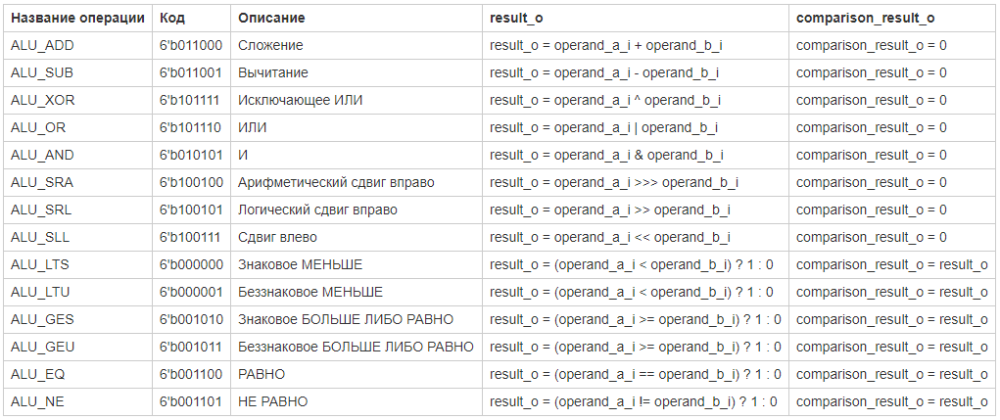 Название операции Код Описание result_o comparison_result_o
ALU_ADD 6'b011000 Сложение result_o = operand_a_i + operand_b_i comparison_result_o = 0
ALU_SUB 6'b011001 Вычитание result_o = operand_a_i - operand_b_i comparison_result_o = 0
ALU_XOR 6'b101111 Исключающее ИЛИ result_o = operand_a_i ^ operand_b_i comparison_result_o = 0
ALU_OR 6'b101110 ИЛИ result_o = operand_a_i | operand_b_i comparison_result_o = 0
ALU_AND 6'b010101 И result_o = operand_a_i & operand_b_i comparison_result_o = 0
ALU_SRA 6'b100100 Арифметический сдвиг вправо result_o = operand_a_i >>> operand_b_i comparison_result_o = 0
ALU_SRL 6'b100101 Логический сдвиг вправо result_o = operand_a_i >> operand_b_i comparison_result_o = 0
ALU_SLL 6'b100111 Сдвиг влево result_o = operand_a_i << operand_b_i comparison_result_o = 0
ALU_LTS 6'b000000 Знаковое МЕНЬШЕ result_o = (operand_a_i < operand_b_i) ? 1 : 0 comparison_result_o = result_o
ALU_LTU 6'b000001 Беззнаковое МЕНЬШЕ result_o = (operand_a_i < operand_b_i) ? 1 : 0 comparison_result_o = result_o
ALU_GES 6'b001010 Знаковое БОЛЬШЕ ЛИБО РАВНО result_o = (operand_a_i >= operand_b_i) ? 1 : 0 comparison_result_o = result_o
ALU_GEU 6'b001011 Беззнаковое БОЛЬШЕ ЛИБО РАВНО result_o = (operand_a_i >= operand_b_i) ? 1 : 0 comparison_result_o = result_o
ALU_EQ 6'b001100 РАВНО result_o = (operand_a_i == operand_b_i) ? 1 : 0 comparison_result_o = result_o
ALU_NE 6'b001101 НЕ РАВНО result_o = (operand_a_i != operand_b_i) ? 1 : 0 comparison_result_o = result_o